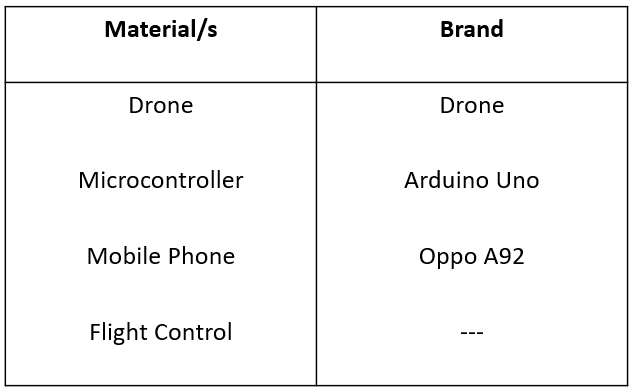 Material/s Brand
Drone Drone
Microcontroller Arduino Uno
Mobile Phone Oppo A92
Flight Control ---